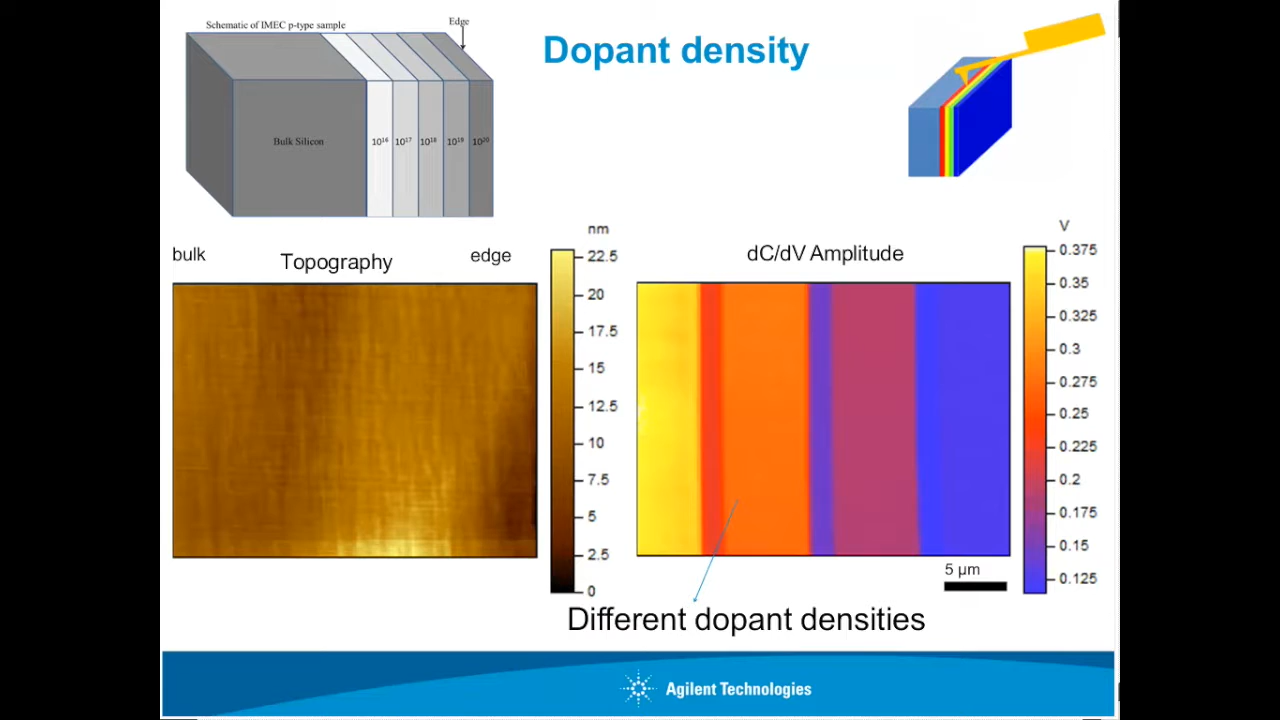 Schematic of IMEC p-type sample
Edge
Dopant density
Bulk Silicon
10¹⁶
10¹⁷
10¹⁸
10¹⁹
10²⁰
bulk
Topography
edge
nm
22.5
20
17.5
15
12.5
10
7.5
5
2.5
0
dC/dV Amplitude
V
0.375
0.35
0.325
0.3
0.275
0.25
0.225
0.2
0.175
0.15
0.125
5 µm
Different dopant densities
Agilent Technologies